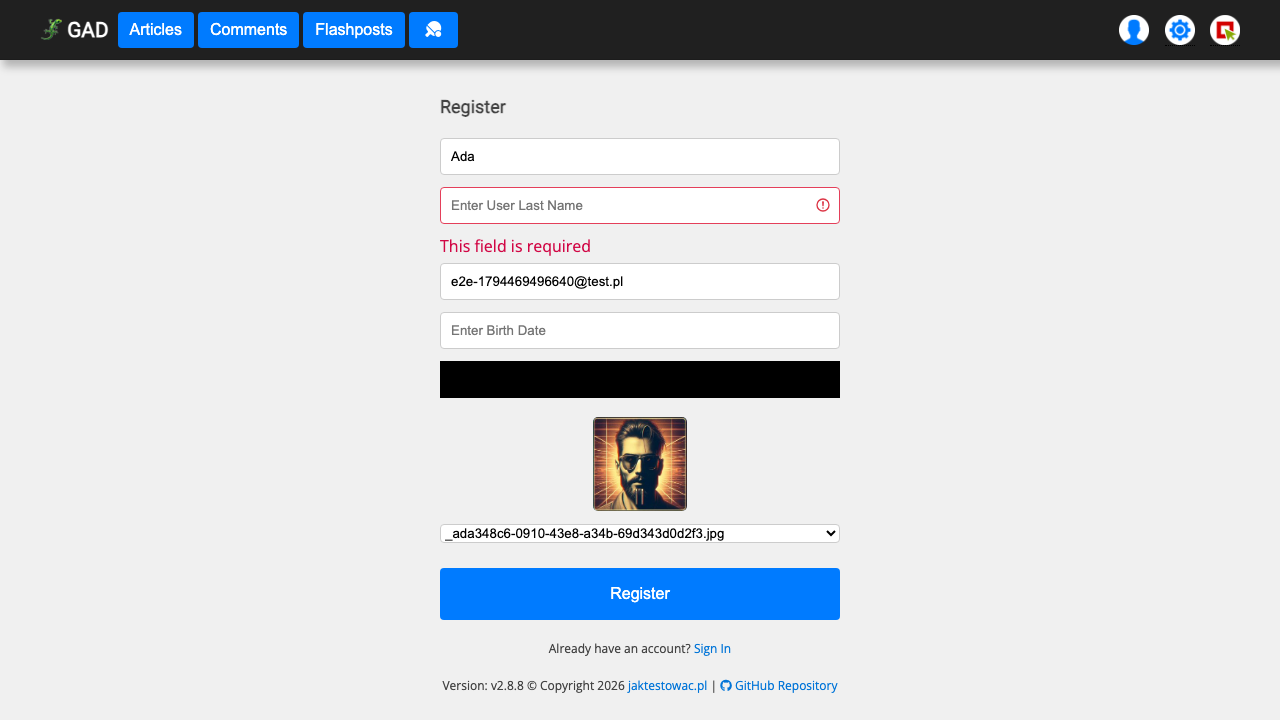 GAD Articles Comments Flashposts
Register
Ada
Enter User Last Name
This field is required
e2e-1794469496640@test.pl
Enter Birth Date
_ada348c6-0910-43e8-a34b-69d343d0d2f3.jpg
Register
Already have an account? Sign In
Version: v2.8.8 © Copyright 2026 jaktestowac.pl | GitHub Repository